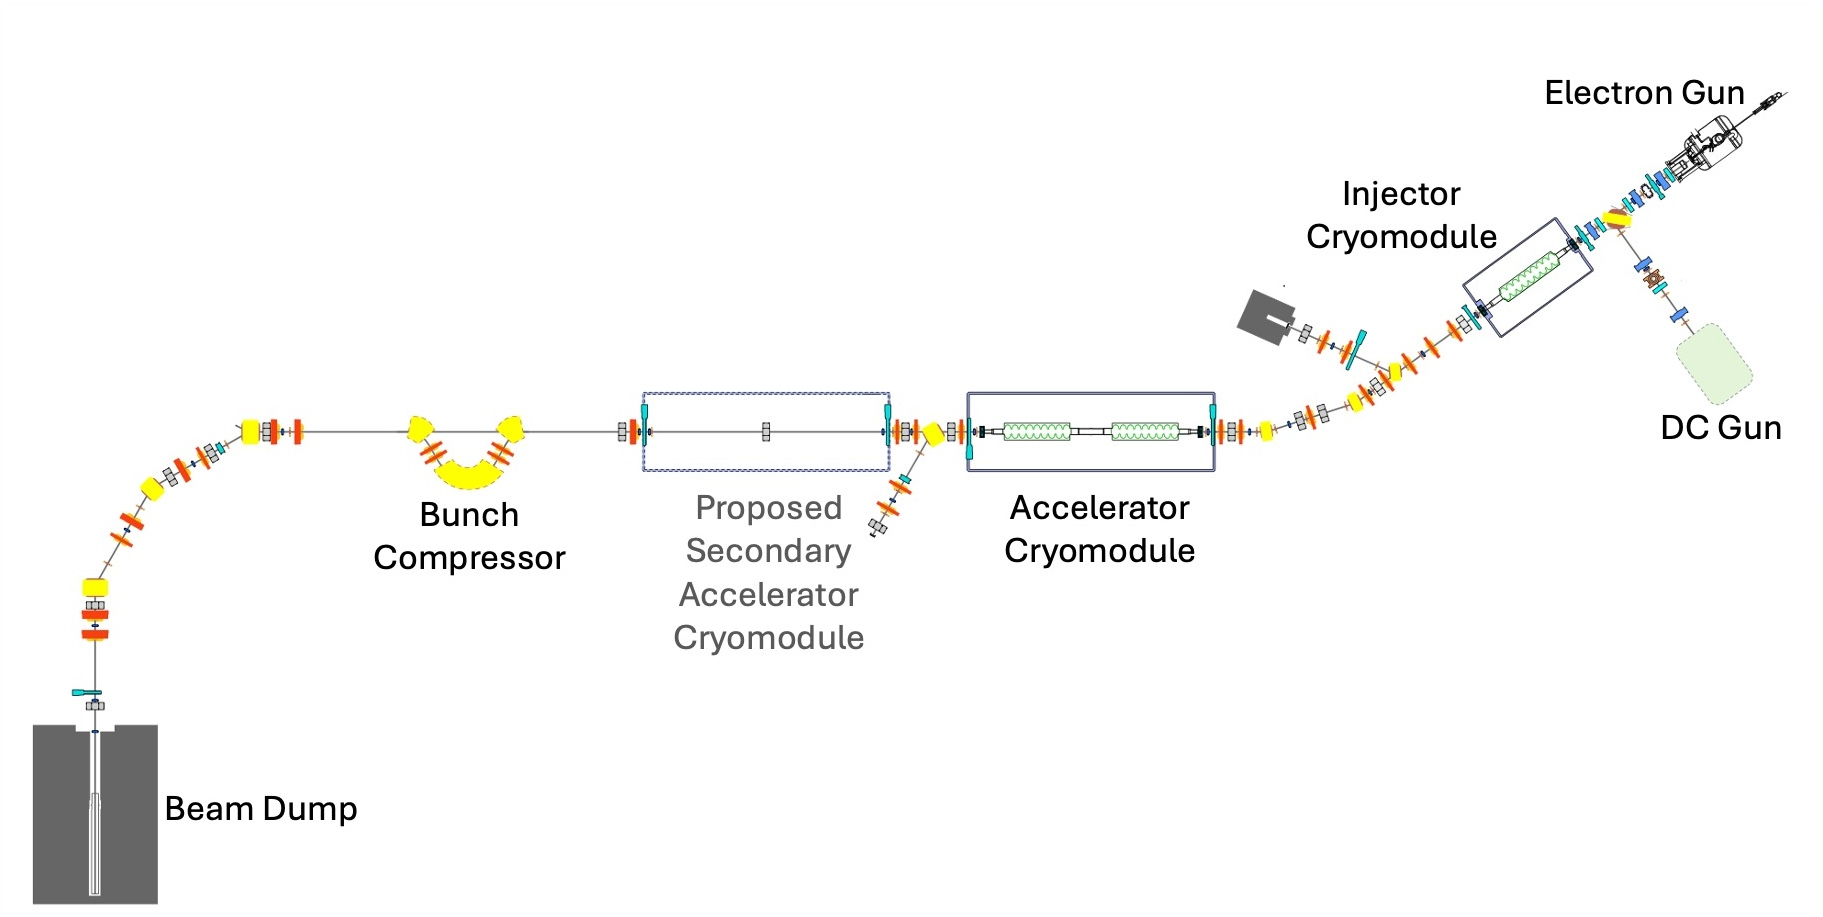 Electron Gun
Injector
Cryomodule
DC Gun
Bunch
Compressor
Proposed
Secondary
Accelerator
Cryomodule
Accelerator
Cryomodule
Beam Dump